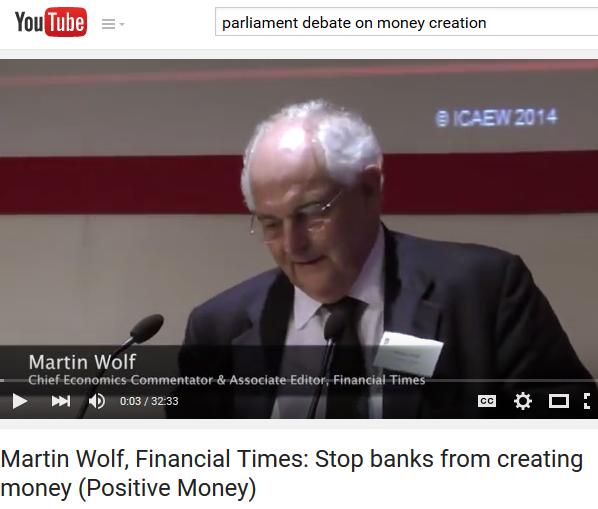 YouTube
parliament debate on money creation
© ICAEW 2014
Martin Wolf
Chief Economics Commentator & Associate Editor, Financial Times
0:03 / 32:33
CC
Martin Wolf, Financial Times: Stop banks from creating
money (Positive Money)